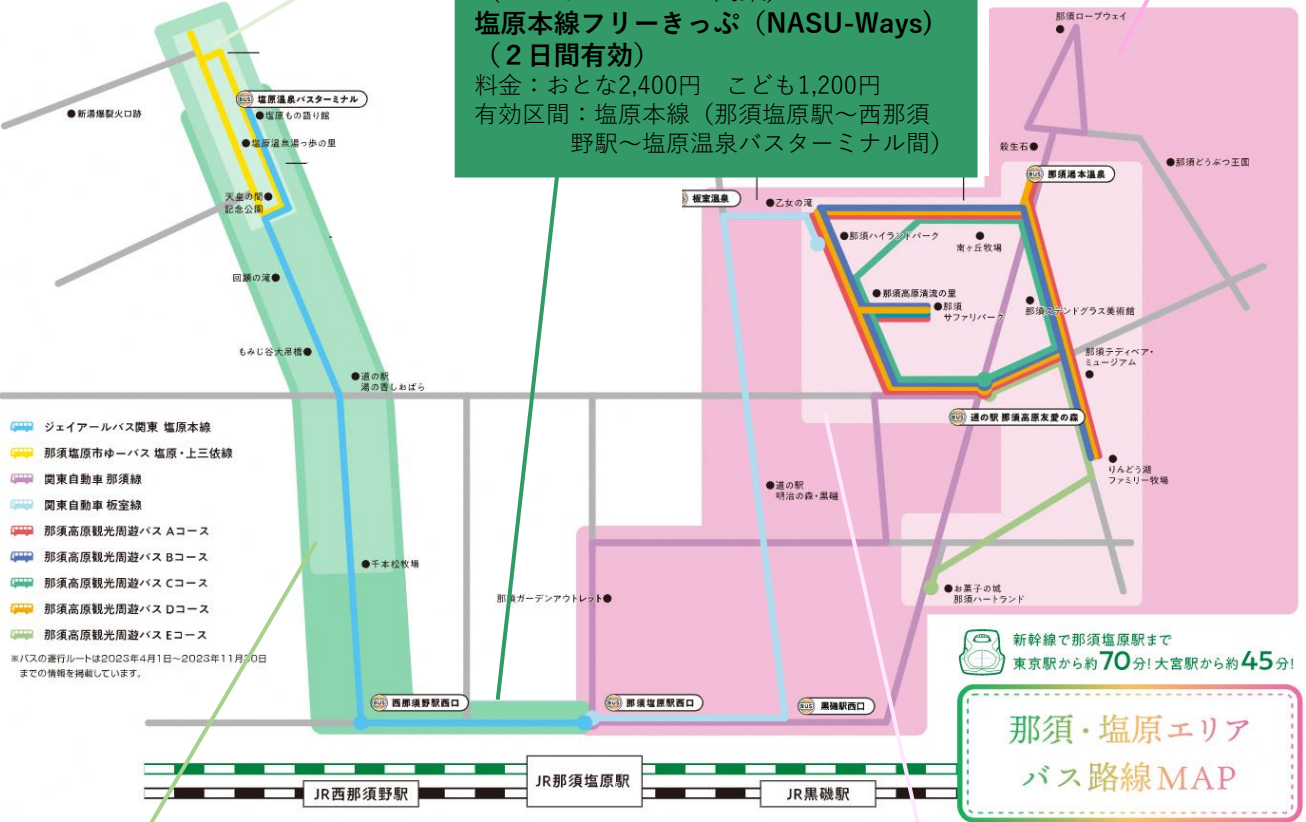 塩原本線フリーきっぷ（NASU-Ways）
（２日間有効）
料金：おとな2,400円　こども1,200円
有効区間：塩原本線（那須塩原駅～西那須
野駅～塩原温泉バスターミナル間）
那須ロープウェイ
●新湯爆裂火口跡
BUS 塩原温泉バスターミナル
●塩原もの語り館
●塩原温泉湯っ歩の里
天皇の間●
記念公園
回顧の滝●
もみじ谷大吊橋●
●道の駅
湯の香しおばら
●千本松牧場
殺生石●
BUS 那須湯本温泉
●那須どうぶつ王国
板室温泉
●乙女の滝
●那須ハイランドパーク
南ヶ丘牧場
●那須高原清流の里
●那須
サファリパーク
那須ステンドグラス美術館
那須テディベア・
ミュージアム
BUS 道の駅 那須高原友愛の森
りんどう湖
ファミリー牧場
●道の駅
明治の森・黒磯
那須ガーデンアウトレット●
●お菓子の城
那須ハートランド
ジェイアールバス関東 塩原本線
那須塩原市ゆーバス 塩原・上三依線
関東自動車 那須線
関東自動車 板室線
那須高原観光周遊バス Aコース
那須高原観光周遊バス Bコース
那須高原観光周遊バス Cコース
那須高原観光周遊バス Dコース
那須高原観光周遊バス Eコース
※バスの運行ルートは2023年4月1日～2023年11月30日
までの情報を掲載しています。
BUS 西那須野駅西口
BUS 那須塩原駅西口
BUS 黒磯駅西口
新幹線で那須塩原駅まで
東京駅から約70分! 大宮駅から約45分!
JR西那須野駅
JR那須塩原駅
JR黒磯駅
那須・塩原エリア
バス路線MAP